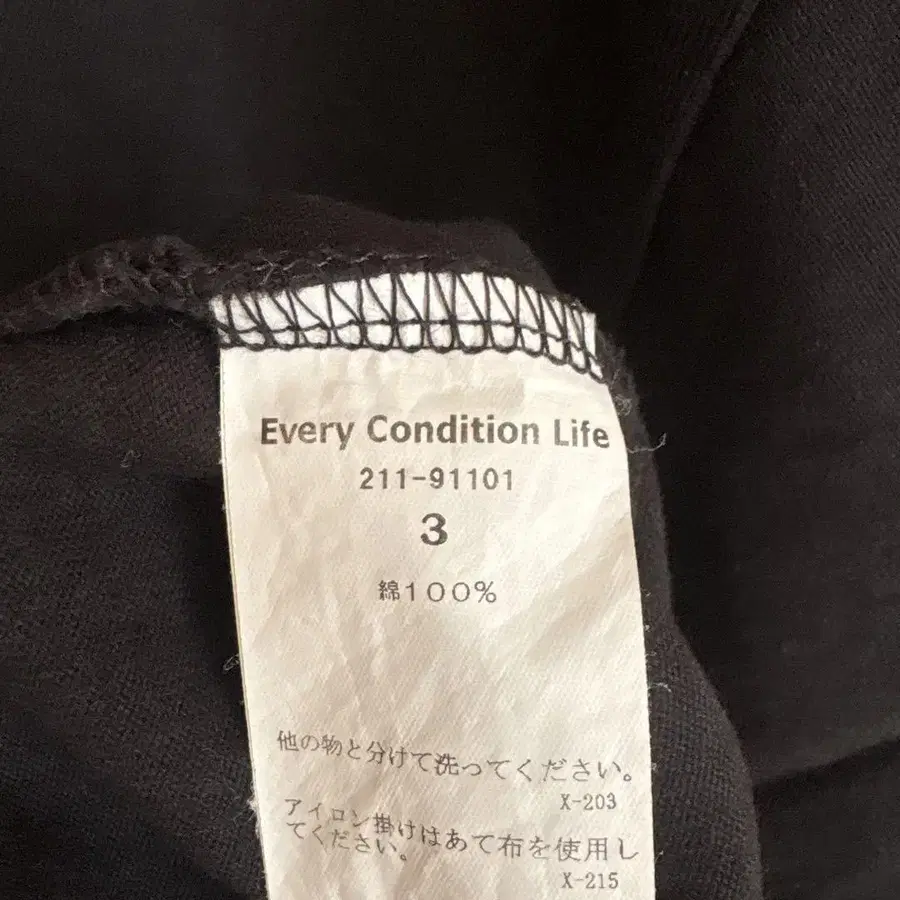 Every Condition Life
211-91101
3
綿100%
他の物と分けて洗ってください。
X-203
アイロン掛けはあて布を使用し
てください。
X-215